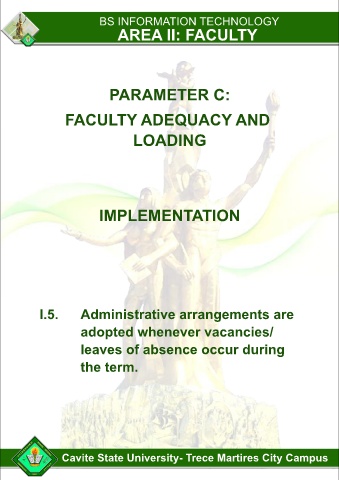 BS INFORMATION TECHNOLOGY
AREA II: FACULTY
PARAMETER C:
FACULTY ADEQUACY AND
LOADING
IMPLEMENTATION
I.5. Administrative arrangements are
adopted whenever vacancies/
leaves of absence occur during
the term.
Cavite State University- Trece Martires City Campus